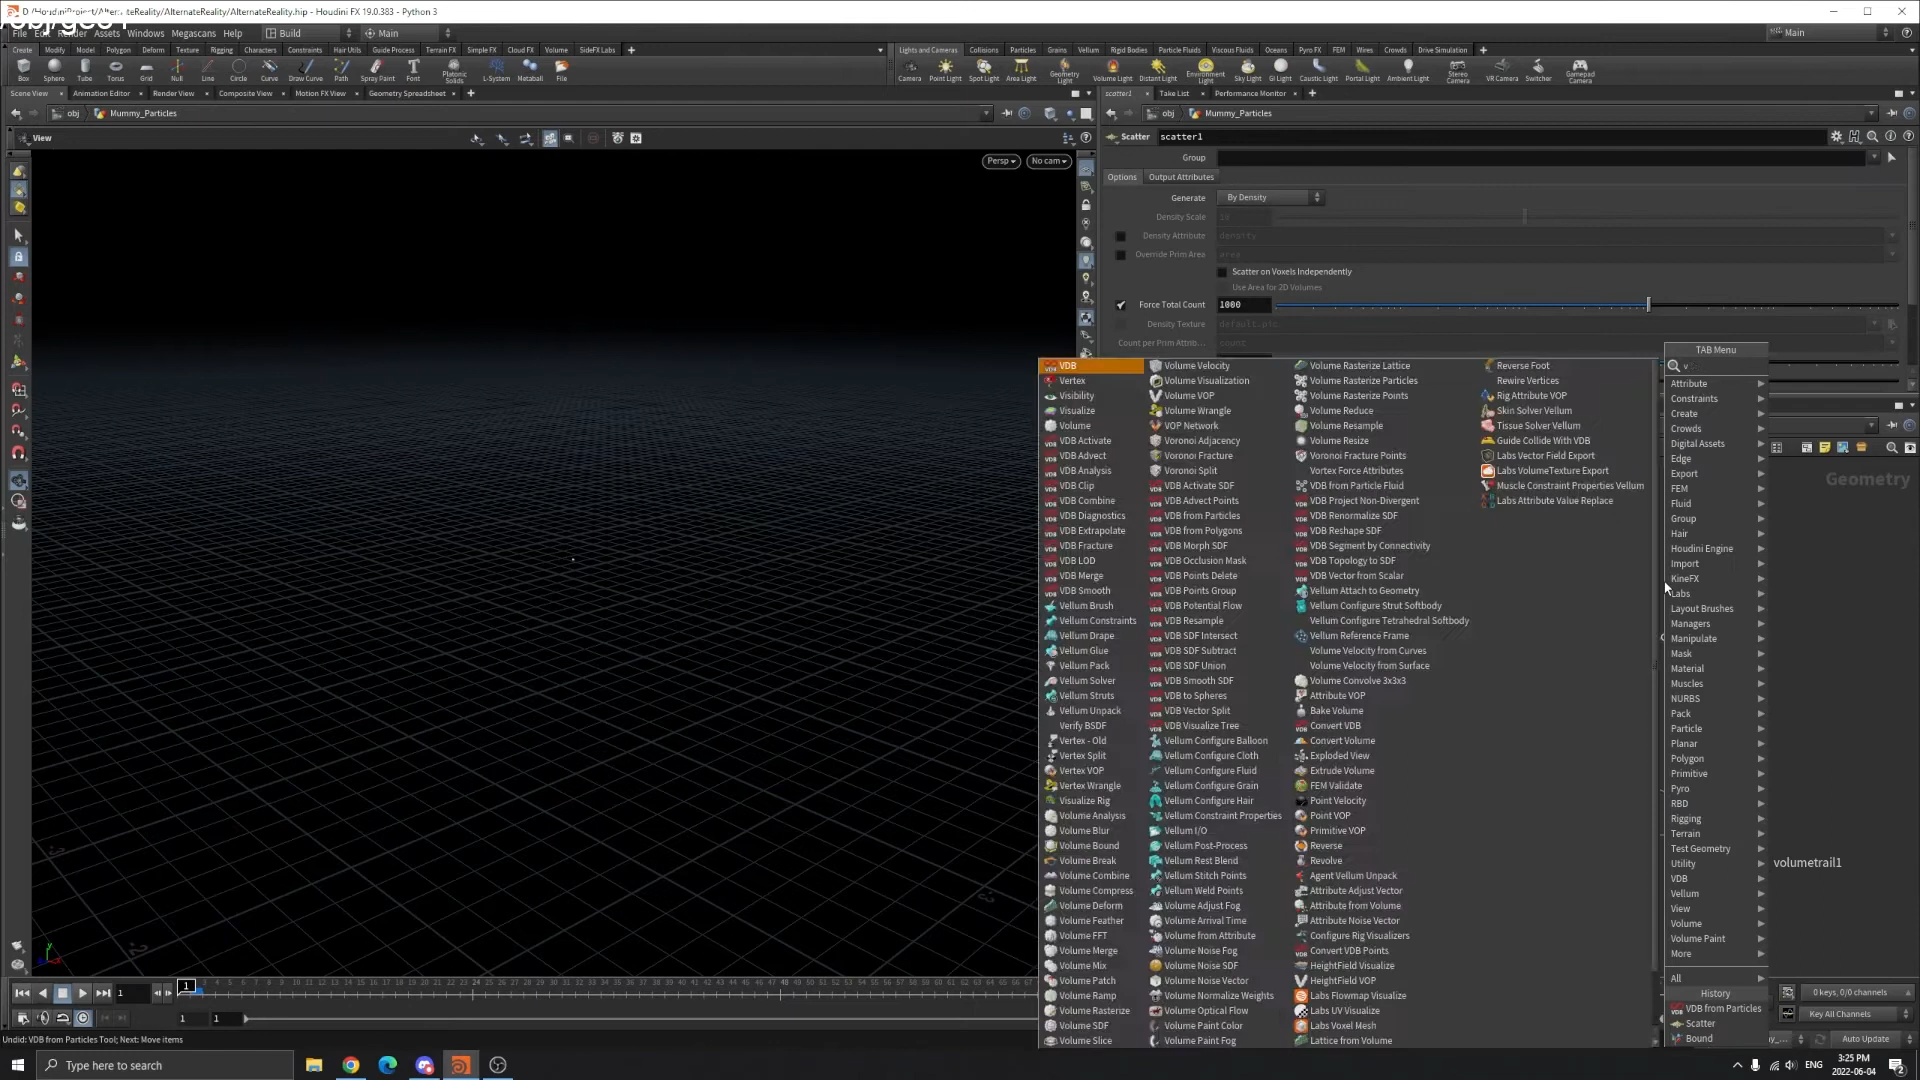 D:/HoudiniProject/AlternateReality/AlternateReality/AlternateReality.hip - Houdini FX 19.0.383 - Python 3
File Render Assets Windows Megascans Help Build Main Main
Create Modify Model Polygon Deform Texture Rigging Characters Constraints Hair Utils Guide Process Terrain FX Simple FX Cloud FX Volume SideFX Labs
Lights and Cameras Collisions Particles Grains Vellum Rigid Bodies Particle Fluids Viscous Fluids Oceans Pyro FX FEM Wires Crowds Drive Simulation
Box Sphere Tube Torus Grid Null Line Circle Curve Draw Curve Path Spray Paint Font Platonic Solids L-System Metaball File
Camera Point Light Spot Light Area Light Geometry Light Volume Light Distant Light Environment Light Sky Light GI Light Caustic Light Portal Light Ambient Light Stereo Camera VR Camera Switcher Gamepad Camera
Scene View Animation Editor Render View Composite View Motion FX View Geometry Spreadsheet
scatter1 Take List Performance Monitor
obj Mummy_Particles
obj Mummy_Particles
View
Persp No cam
Scatter scatter1
Group
Options Output Attributes
Generate By Density
Density Scale 10
Density Attribute density
Override Prim Area area
Scatter on Voxels Independently
Use Area for 2D Volumes
Force Total Count 1000
Density Texture default.pic
Count per Prim Attrib... count
VDB
Vertex
Visibility
Visualize
Volume
VDB Activate
VDB Advect
VDB Analysis
VDB Clip
VDB Combine
VDB Diagnostics
VDB Extrapolate
VDB Fracture
VDB LOD
VDB Merge
VDB Smooth
Vellum Brush
Vellum Constraints
Vellum Drape
Vellum Glue
Vellum Pack
Vellum Solver
Vellum Struts
Vellum Unpack
Verify BSDF
Vertex - Old
Vertex Split
Vertex VOP
Vertex Wrangle
Visualize Rig
Volume Analysis
Volume Blur
Volume Bound
Volume Break
Volume Combine
Volume Compress
Volume Deform
Volume Feather
Volume FFT
Volume Merge
Volume Mix
Volume Patch
Volume Ramp
Volume Rasterize
Volume SDF
Volume Slice
Volume Velocity
Volume Visualization
Volume VOP
Volume Wrangle
VOP Network
Voronoi Adjacency
Voronoi Fracture
Voronoi Split
VDB Activate SDF
VDB Advect Points
VDB from Particles
VDB from Polygons
VDB Morph SDF
VDB Occlusion Mask
VDB Points Delete
VDB Points Group
VDB Potential Flow
VDB Resample
VDB SDF Intersect
VDB SDF Subtract
VDB SDF Union
VDB Smooth SDF
VDB to Spheres
VDB Vector Split
VDB Visualize Tree
Vellum Configure Balloon
Vellum Configure Cloth
Vellum Configure Fluid
Vellum Configure Grain
Vellum Configure Hair
Vellum Constraint Properties
Vellum I/O
Vellum Post-Process
Vellum Rest Blend
Vellum Stitch Points
Vellum Weld Points
Volume Adjust Fog
Volume Arrival Time
Volume from Attribute
Volume Noise Fog
Volume Noise SDF
Volume Noise Vector
Volume Normalize Weights
Volume Optical Flow
Volume Paint Color
Volume Paint Fog
Volume Rasterize Lattice
Volume Rasterize Particles
Volume Rasterize Points
Volume Reduce
Volume Resample
Volume Resize
Voronoi Fracture Points
Vortex Force Attributes
VDB from Particle Fluid
VDB Project Non-Divergent
VDB Renormalize SDF
VDB Reshape SDF
VDB Segment by Connectivity
VDB Topology to SDF
VDB Vector from Scalar
Vellum Attach to Geometry
Vellum Configure Strut Softbody
Vellum Configure Tetrahedral Softbody
Vellum Reference Frame
Volume Velocity from Curves
Volume Velocity from Surface
Volume Convolve 3x3x3
Attribute VOP
Bake Volume
Convert VDB
Convert Volume
Exploded View
Extrude Volume
FEM Validate
Point Velocity
Point VOP
Primitive VOP
Reverse
Revolve
Agent Vellum Unpack
Attribute Adjust Vector
Attribute from Volume
Attribute Noise Vector
Configure Rig Visualizers
Convert VDB Points
HeightField Visualize
HeightField VOP
Labs Flowmap Visualize
Labs UV Visualize
Labs Voxel Mesh
Lattice from Volume
Reverse Foot
Rewire Vertices
Rig Attribute VOP
Skin Solver Vellum
Tissue Solver Vellum
Guide Collide With VDB
Labs Vector Field Export
Labs VolumeTexture Export
Muscle Constraint Properties Vellum
Labs Attribute Value Replace
TAB Menu
v
Attribute
Constraints
Create
Crowds
Digital Assets
Edge
Export
FEM
Fluid
Group
Hair
Houdini Engine
Import
KineFX
Labs
Layout Brushes
Managers
Manipulate
Mask
Material
Muscles
NURBS
Pack
Particle
Planar
Polygon
Primitive
Pyro
RBD
Rigging
Terrain
Test Geometry
Utility
VDB
Vellum
View
Volume
Volume Paint
More
All
History
VDB from Particles
Scatter
Bound
Geometry
volumetrail1
1 1 24 48
1 1
0 keys, 0/0 channels
Key All Channels
Auto Update
Undid: VDB from Particles Tool; Next: Move items
Type here to search
ENG 3:25 PM
2022-06-04
2